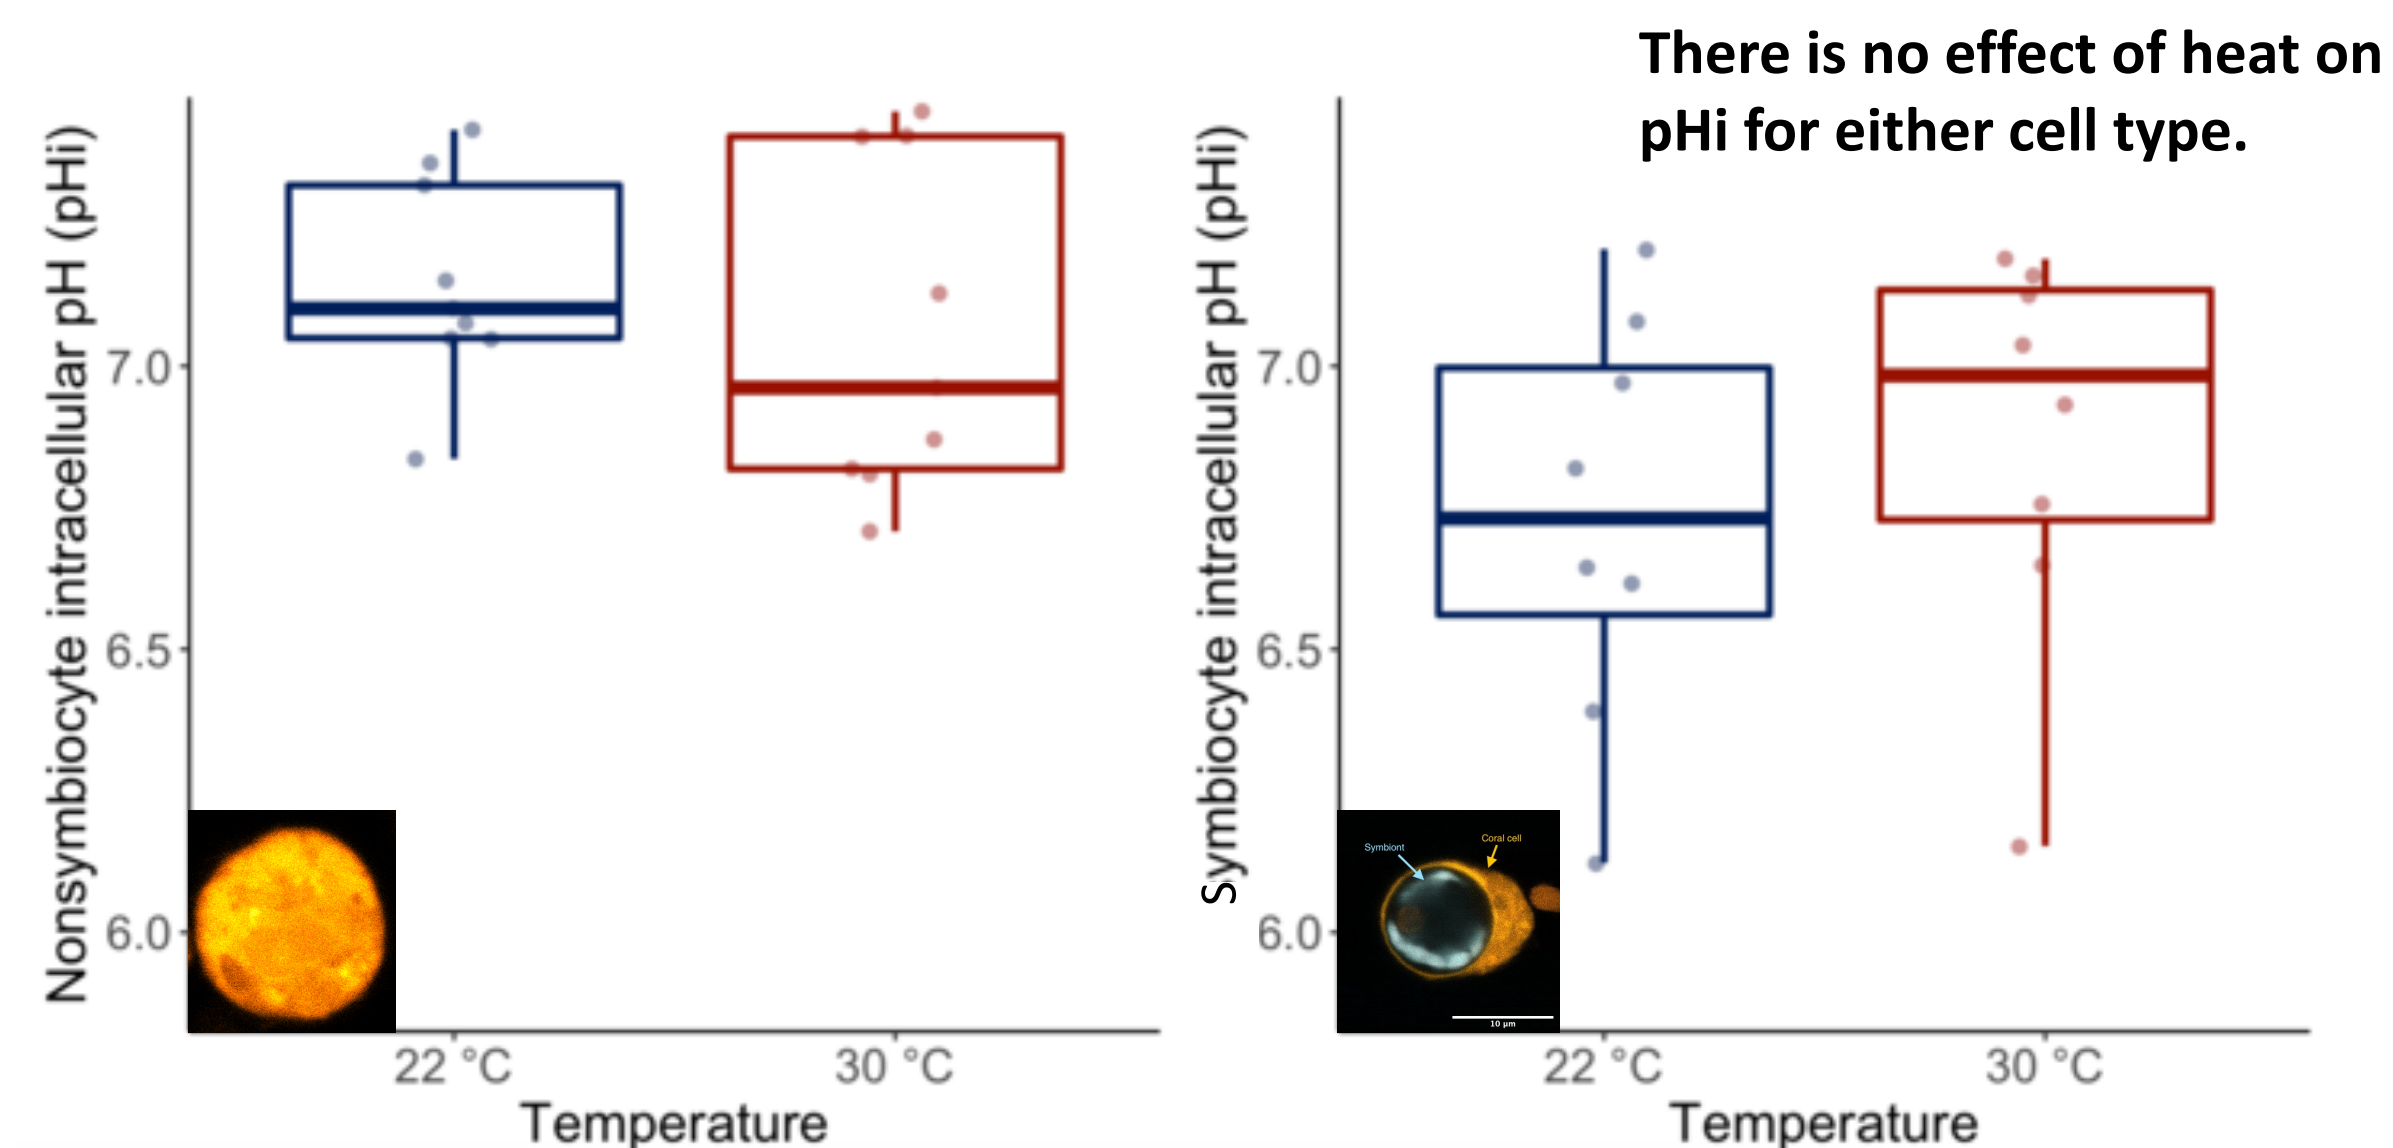 There is no effect of heat on
pHi for either cell type.
Nonsymbiocyte intracellular pH (pHi)
7.0
6.5
6.0
22 °C
30 °C
Temperature
Symbiocyte intracellular pH (pHi)
7.0
6.5
6.0
Symbiont
Coral cell
10 µm
22 °C
30 °C
Temperature